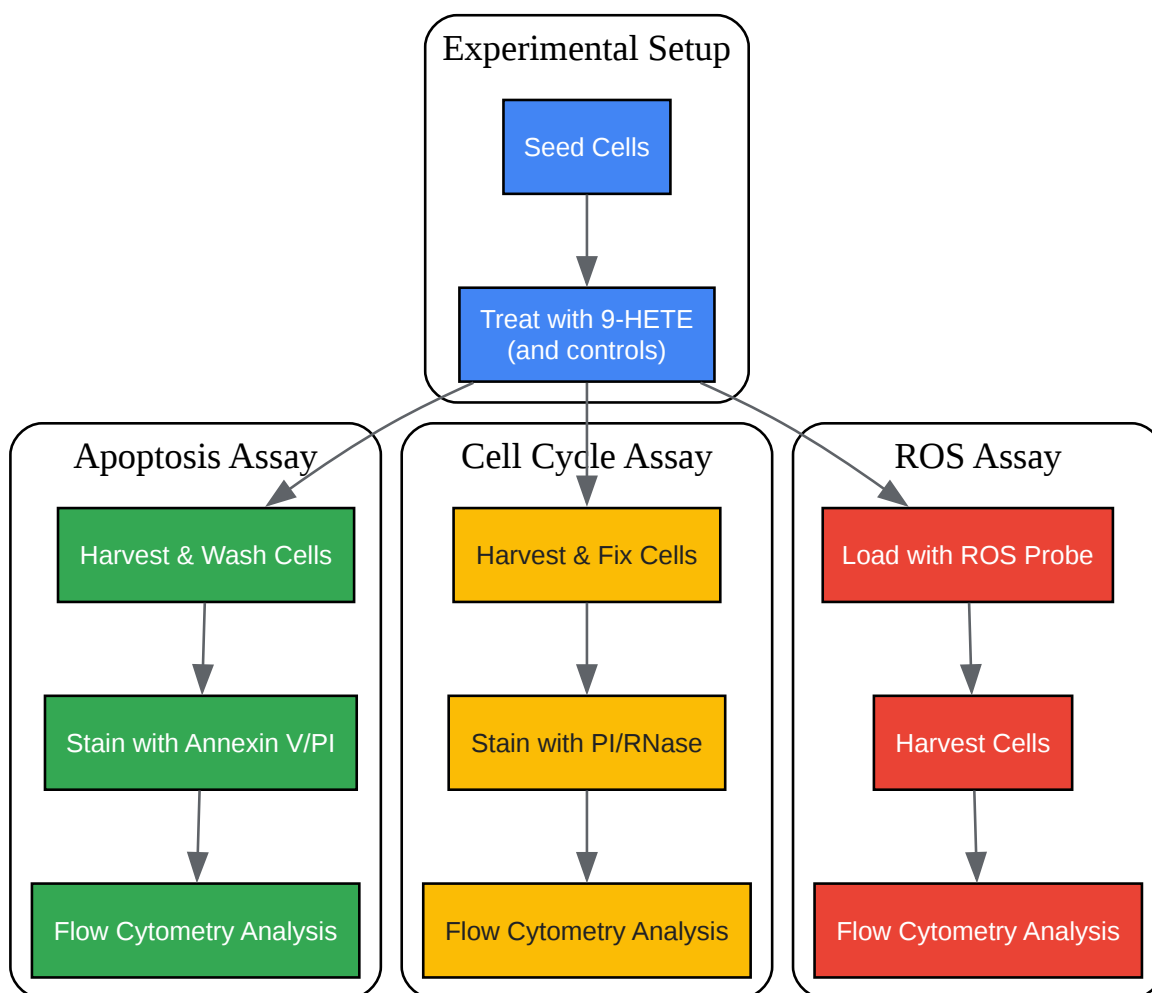 Experimental Setup
Seed Cells
Treat with 9-HETE
(and controls)
Apoptosis Assay
Harvest & Wash Cells
Stain with Annexin V/PI
Flow Cytometry Analysis
Cell Cycle Assay
Harvest & Fix Cells
Stain with PI/RNase
Flow Cytometry Analysis
ROS Assay
Load with ROS Probe
Harvest Cells
Flow Cytometry Analysis